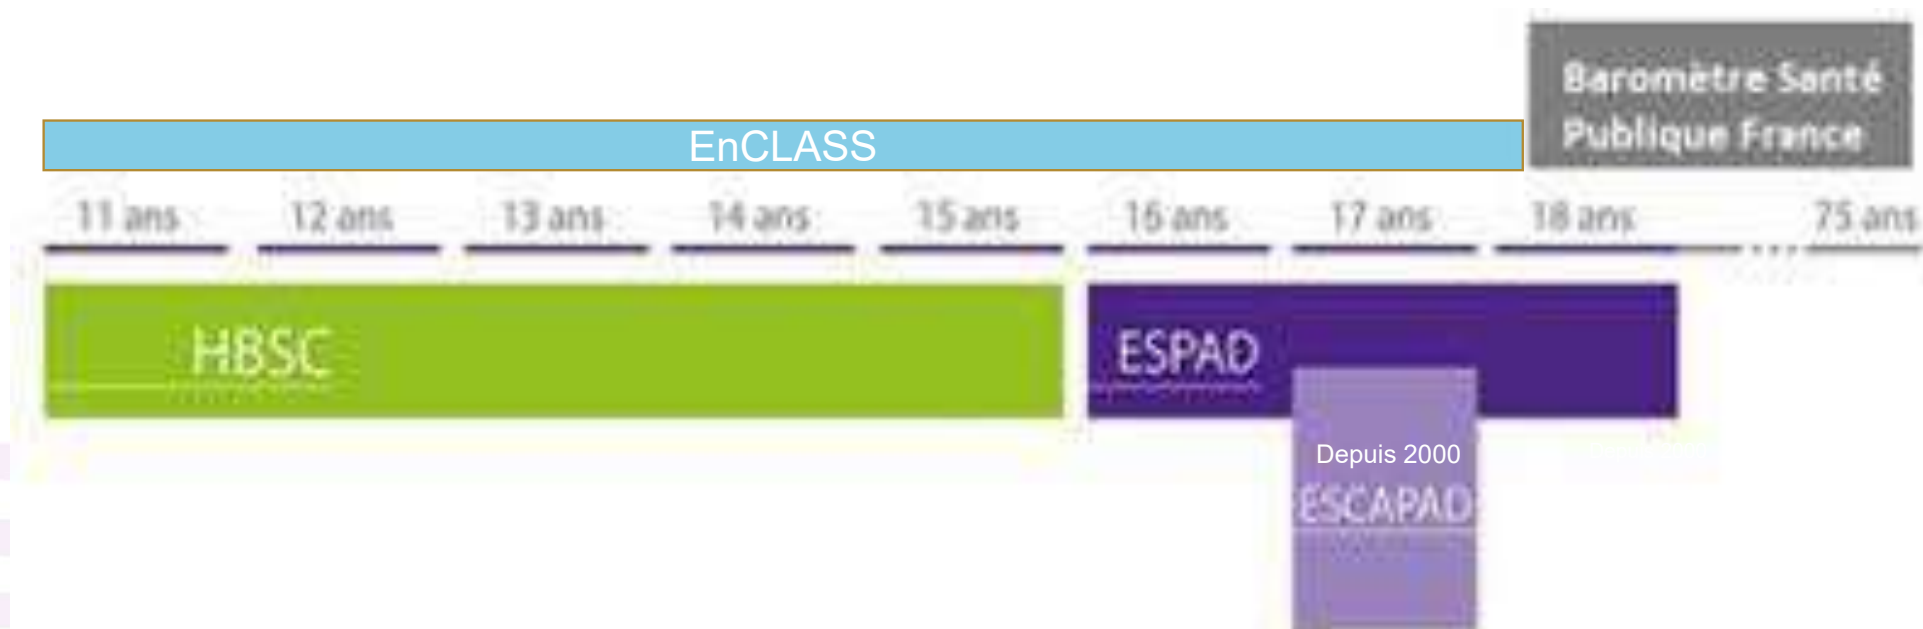 Baromètre Santé
Publique France
EnCLASS
11 ans 12 ans 13 ans 14 ans 15 ans 16 ans 17 ans 18 ans ... 75 ans
HBSC
ESPAD
Depuis 2000
ESCAPAD